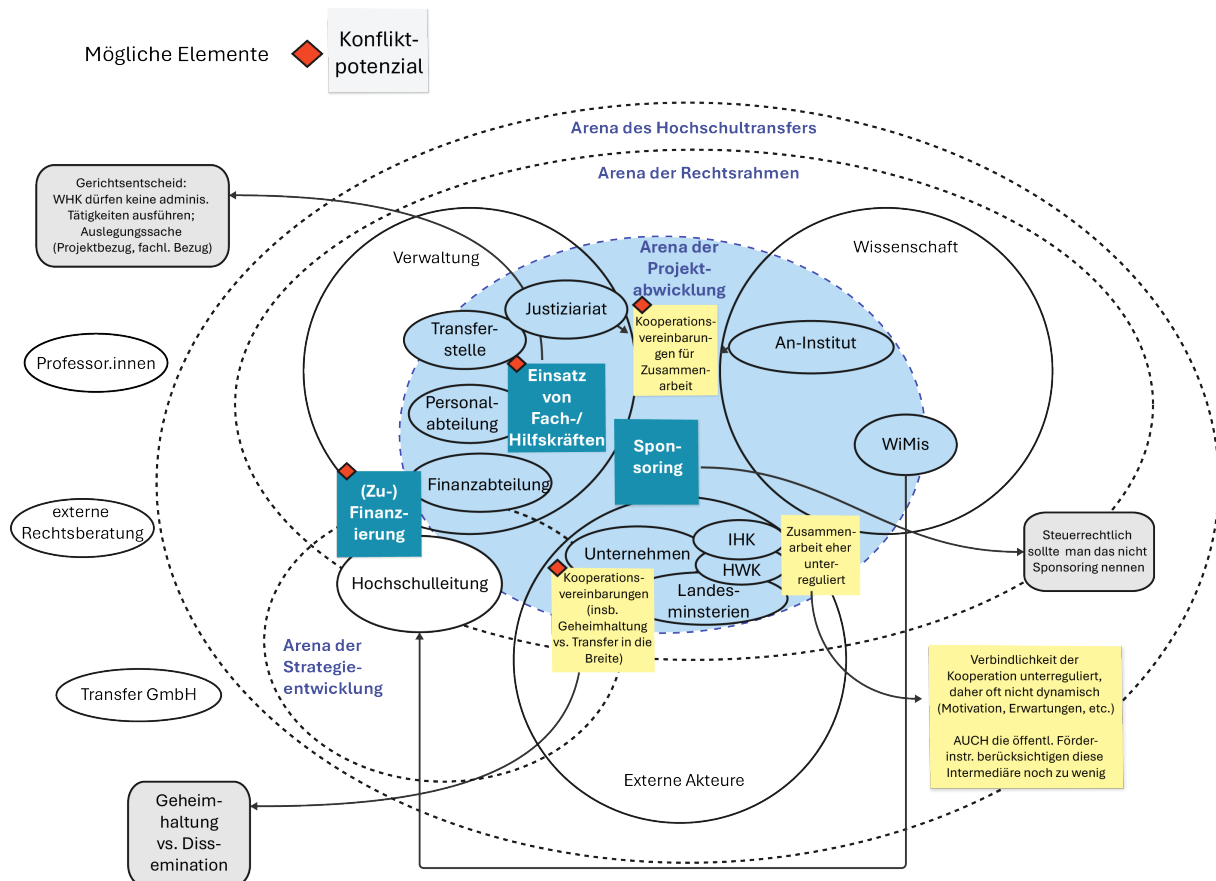 Mögliche Elemente
Konflikt-
potenzial
Arena des Hochschultransfers
Arena der Rechtsrahmen
Gerichtsentscheid:
WHK dürfen keine adminis.
Tätigkeiten ausführen;
Auslegungssache
(Projektbezug, fachl. Bezug)
Verwaltung
Arena der
Projekt-
abwicklung
Wissenschaft
Justiziariat
Transfer-
stelle
Kooperations-
vereinbarun-
gen für
Zusammen-
arbeit
An-Institut
Professor.innen
Einsatz
von
Fach-/
Hilfskräften
Personal-
abteilung
Spon-
soring
WiMis
(Zu-)
Finanz-
ierung
Finanzabteilung
externe
Rechtsberatung
Unternehmen
IHK
HWK
Landes-
minsterien
Zusammen-
arbeit eher
unter-
reguliert
Steuerrechtlich
sollte man das nicht
Sponsoring nennen
Hochschulleitung
Kooperations-
vereinbarungen
(insb.
Geheimhaltung
vs. Transfer in die
Breite)
Arena der
Strategie-
entwicklung
Transfer GmbH
Verbindlichkeit der
Kooperation unterreguliert,
daher oft nicht dynamisch
(Motivation, Erwartungen, etc.)
AUCH die öffentl. Förder-
instr. berücksichtigen diese
Intermediäre noch zu wenig
Externe Akteure
Geheim-
haltung
vs. Diss-
emination